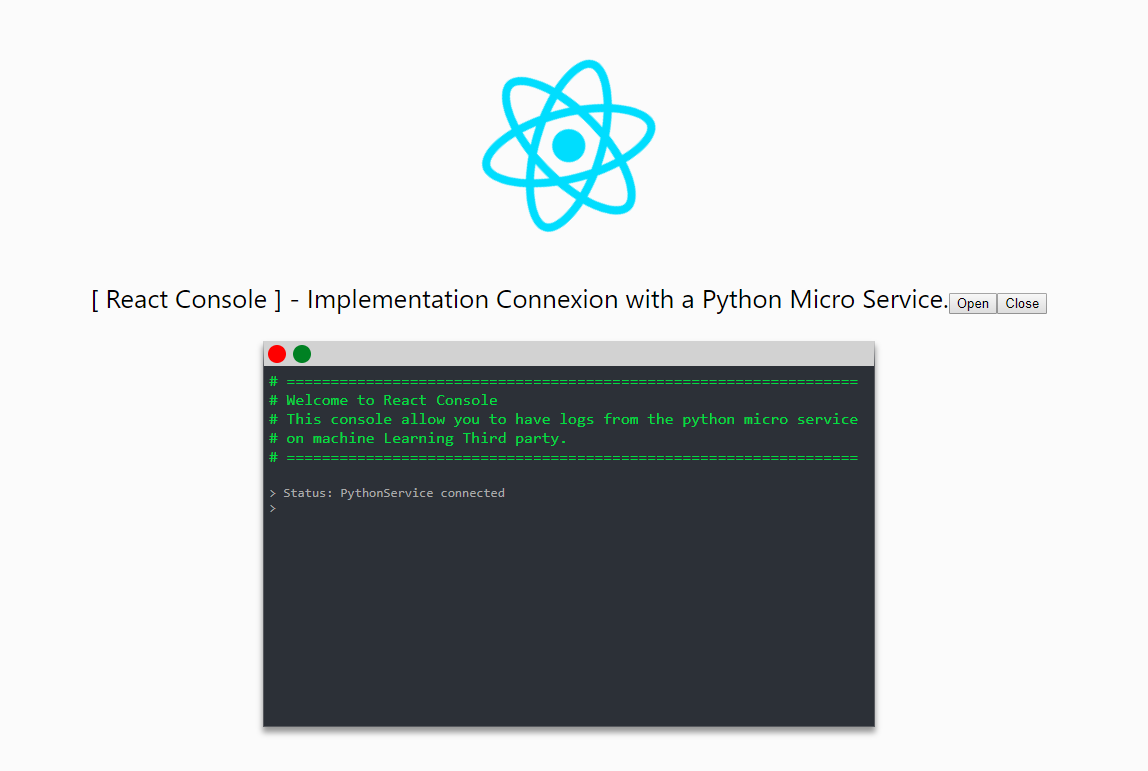 [ React Console ] - Implementation Connexion with a Python Micro Service. Open Close
# =================================================================
# Welcome to React Console
# This console allow you to have logs from the python micro service
# on machine Learning Third party.
# =================================================================
> Status: PythonService connected
>